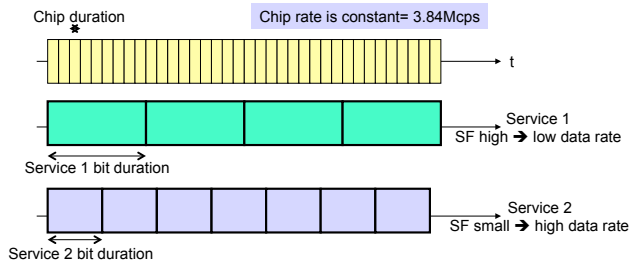 Chip duration
Chip rate is constant= 3.84Mcps
t
Service 1
SF high ➔ low data rate
Service 1 bit duration
Service 2
SF small ➔ high data rate
Service 2 bit duration